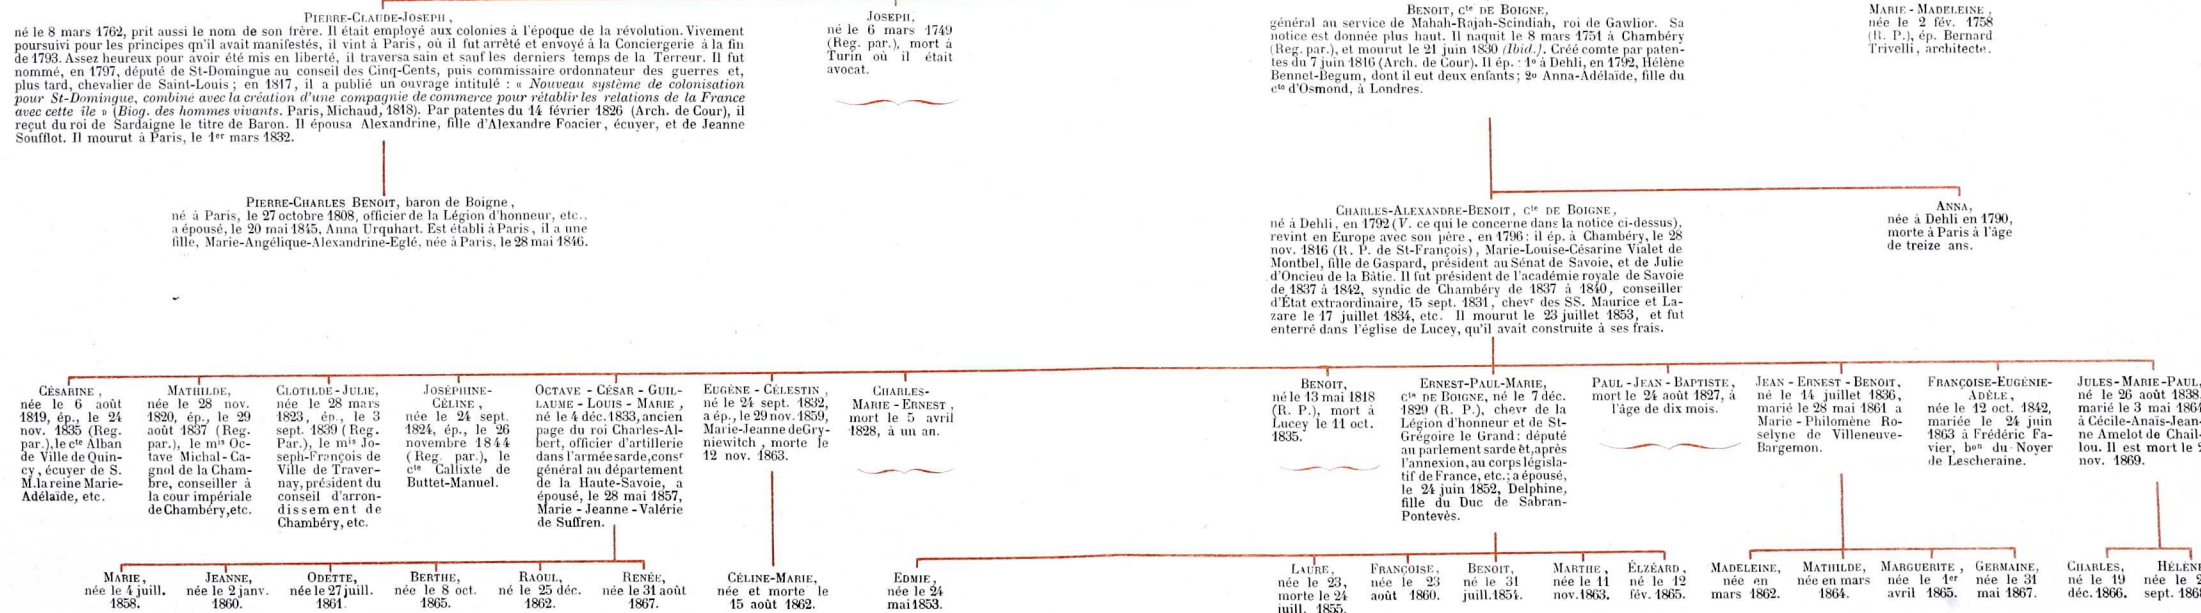 PIERRE-CLAUDE-JOSEPH,
né le 8 mars 1762, prit aussi le nom de son frère. Il était employé aux colonies à l'époque de la révolution. Vivement
poursuivi pour les principes qn'il avait manifestés, il vint à Paris, où il fut arrêté et envoyé à la Conciergerie à la fin
de 1793. Assez heureux pour avoir été mis en liberté, il traversa sain et sauf les derniers temps de la Terreur. Il fut
nommé, en 1797, député de St-Domingue au conseil des Cinq-Cents, puis commissaire ordonnateur des guerres et,
plus tard, chevalier de Saint-Louis ; en 1817, il a publié un ouvrage intitulé : « Nouveau système de colonisation
pour St-Domingue, combiné avec la création d'une compagnie de commerce pour rétablir les relations de la France
avec cette île » (Biog. des hommes vivants. Paris, Michaud, 1818). Par patentes du 14 février 1826 (Arch. de Cour), il
reçut du roi de Sardaigne le titre de Baron. Il épousa Alexandrine, fille d'Alexandre Foacier, écuyer, et de Jeanne
Soufflot. Il mourut à Paris, le 1er mars 1832.
JOSEPH,
né le 6 mars 1749
(Reg. par.), mort à
Turin où il était
avocat.
BENOIT, cte DE BOIGNE,
général au service de Mahah-Rajah-Scindiah, roi de Gawlior. Sa
notice est donnée plus haut. Il naquit le 8 mars 1751 à Chambéry
(Reg. par.), et mourut le 21 juin 1830 (Ibid.). Créé comte par paten-
tes du 7 juin 1816 (Arch. de Cour). Il ép. : 1o à Dehli, en 1792, Hélène
Bennet-Begum, dont il eut deux enfants; 2o Anna-Adélaïde, fille du
cte d'Osmond, à Londres.
MARIE-MADELEINE,
née le 2 fév. 1758
(R. P.), ép. Bernard
Trivelli, architecte.
PIERRE-CHARLES BENOIT, baron de Boigne,
né à Paris, le 27 octobre 1808, officier de la Légion d'honneur, etc.,
a épousé, le 20 mai 1845, Anna Urquhart. Est établi à Paris, il a une
fille, Marie-Angélique-Alexandrine-Eglé, née à Paris, le 28 mai 1846.
CHARLES-ALEXANDRE-BENOIT, cte DE BOIGNE,
né à Dehli, en 1792 (V. ce qui le concerne dans la notice ci-dessus),
revint en Europe avec son père, en 1796: il ép. à Chambéry, le 28
nov. 1816 (R. P. de St-François), Marie-Louise-Césarine Vialet de
Montbel, fille de Gaspard, président au Sénat de Savoie, et de Julie
d'Oncieu de la Bâtie. Il fut président de l'académie royale de Savoie
de 1837 à 1842, syndic de Chambéry de 1837 à 1840, conseiller
d'État extraordinaire, 15 sept. 1831, chevr des SS. Maurice et La-
zare le 17 juillet 1834, etc. Il mourut le 23 juillet 1853, et fut
enterré dans l'église de Lucey, qu'il avait construite à ses frais.
ANNA,
née à Dehli en 1790,
morte à Paris à l'âge
de treize ans.
CÉSARINE,
née le 6 août
1819, ép., le 24
nov. 1835 (Reg.
par.), le cte Alban
de Ville de Quin-
cy, écuyer de S.
M. la reine Marie-
Adélaïde, etc.
MATHILDE,
née le 28 nov.
1820, ép., le 29
août 1837 (Reg.
par.), le mis Oc-
tave Michal-Ca-
gnol de la Cham-
bre, conseiller à
la cour impériale
de Chambéry, etc.
CLOTILDE-JULIE,
née le 28 mars
1823, ép., le 3
sept. 1839 (Reg.
Par.), le mis Jo-
seph-François de
Ville de Traver-
nay, président du
conseil d'arron-
dissement de
Chambéry, etc.
JOSÉPHINE-
CÉLINE,
née le 24 sept.
1824, ép., le 26
novembre 1844
(Reg. par.), le
cte Callixte de
Buttet-Manuel.
OCTAVE-CÉSAR-GUIL-
LAUME-LOUIS-MARIE,
né le 4 déc. 1833, ancien
page du roi Charles-Al-
bert, officier d'artillerie
dans l'armée sarde, consr
général au département
de la Haute-Savoie, a
épousé, le 28 mai 1857,
Marie-Jeanne-Valérie
de Suffren.
EUGÈNE-CÉLESTIN,
né le 24 sept. 1832,
a ép., le 29 nov. 1859,
Marie-Jeanne de Gry-
niewitch, morte le
12 nov. 1863.
CHARLES-
MARIE-ERNEST,
mort le 5 avril
1828, à un an.
BENOIT,
né le 13 mai 1818
(R. P.), mort à
Lucey le 11 oct.
1835.
ERNEST-PAUL-MARIE,
cte DE BOIGNE, né le 7 déc.
1829 (R. P.), chevr de la
Légion d'honneur et de St-
Grégoire le Grand: député
au parlement sarde et, après
l'annexion, au corps législa-
tif de France, etc.; a épousé,
le 24 juin 1852, Delphine,
fille du Duc de Sabran-
Pontevès.
PAUL-JEAN-BAPTISTE,
mort le 24 août 1827, à
l'âge de dix mois.
JEAN-ERNEST-BENOIT,
né le 14 juillet 1836,
marié le 28 mai 1861 a
Marie-Philomène Ro-
selyne de Villeneuve-
Bargemon.
FRANÇOISE-EUGÉNIE-
ADÈLE,
née le 12 oct. 1842,
mariée le 24 juin
1863 à Frédéric Fa-
vier, bon du Noyer
de Lescheraine.
JULES-MARIE-PAUL,
né le 26 août 1838.
marié le 3 mai 1864
à Cécile-Anaïs-Jean-
ne Amelot de Chail-
lou. Il est mort le 2
nov. 1869.
MARIE,
née le 4 juill.
1858.
JEANNE,
née le 2 janv.
1860.
ODETTE,
née le 27 juill.
1861.
BERTHE,
née le 8 oct.
1865.
RAOUL,
né le 25 déc.
1862.
RENÉE,
née le 31 août
1867.
CÉLINE-MARIE,
née et morte le
15 août 1862.
EDMIE,
née le 24
mai 1853.
LAURE,
née le 23,
morte le 24
juill. 1855.
FRANÇOISE,
née le 23
août 1860.
BENOIT,
né le 31
juill. 1854.
MARTHE,
née le 11
nov. 1863.
ÉLZÉARD,
né le 12
fév. 1865.
MADELEINE,
née en
mars 1862.
MATHILDE,
née en mars
1864.
MARGUERITE,
née le 1er
avril 1865.
GERMAINE,
née le 31
mai 1867.
CHARLES,
né le 19
déc. 1866.
HÉLÈNE
née le 2
sept. 186